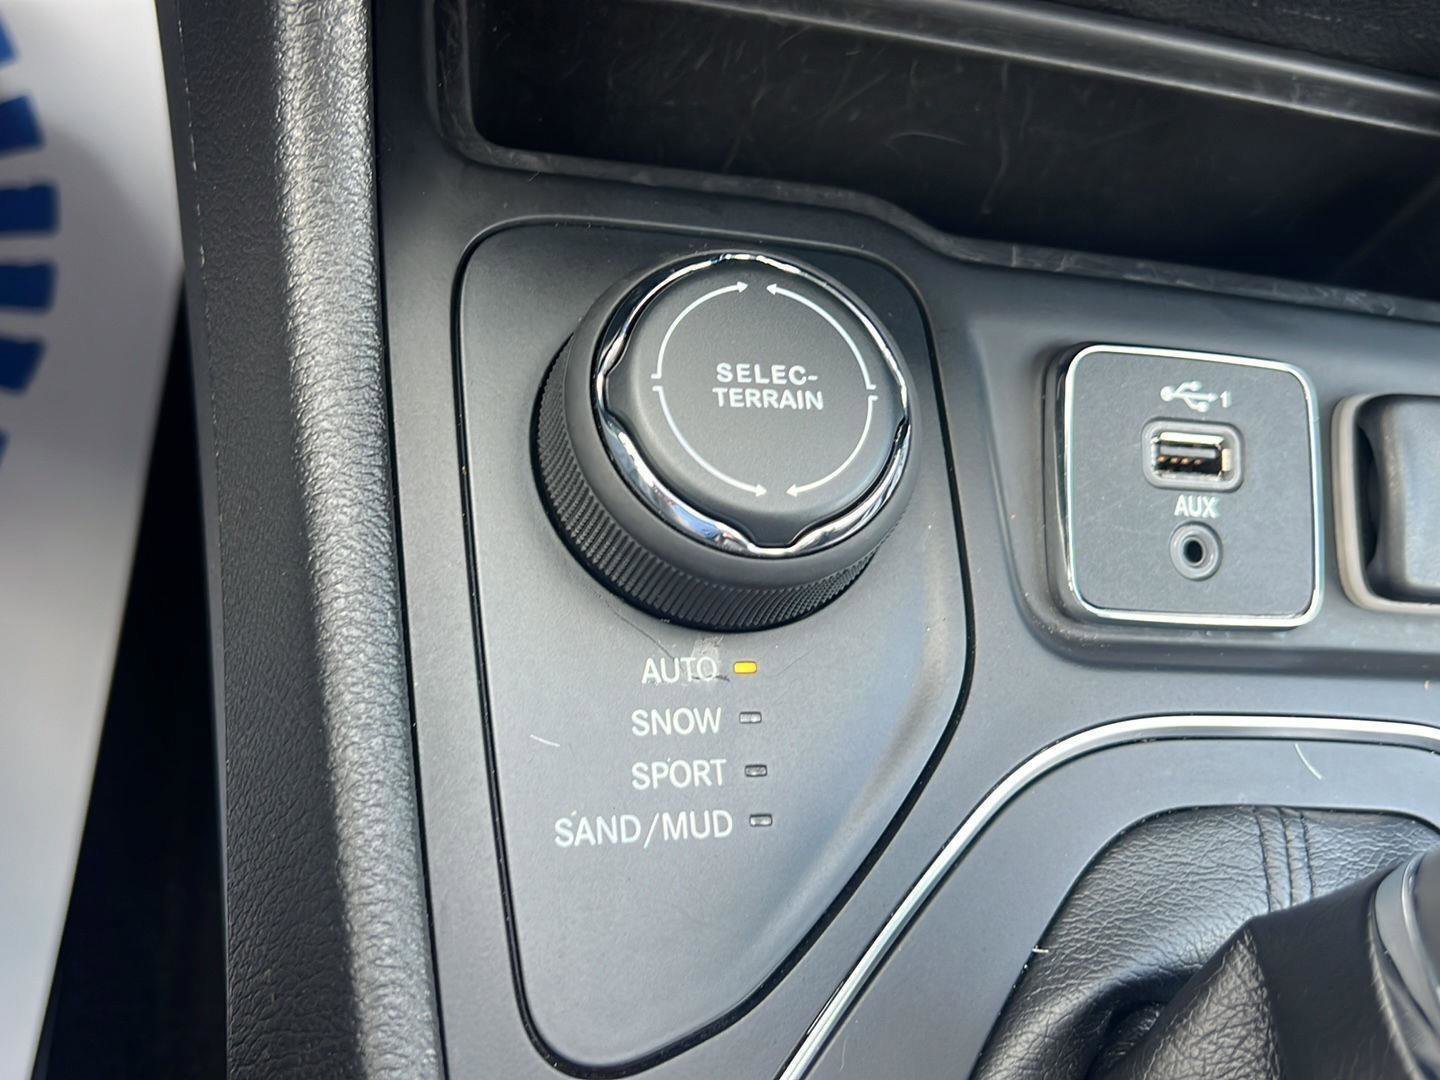 SELEC-
TERRAIN
1
AUX
AUTO
SNOW
SPORT
SAND/MUD